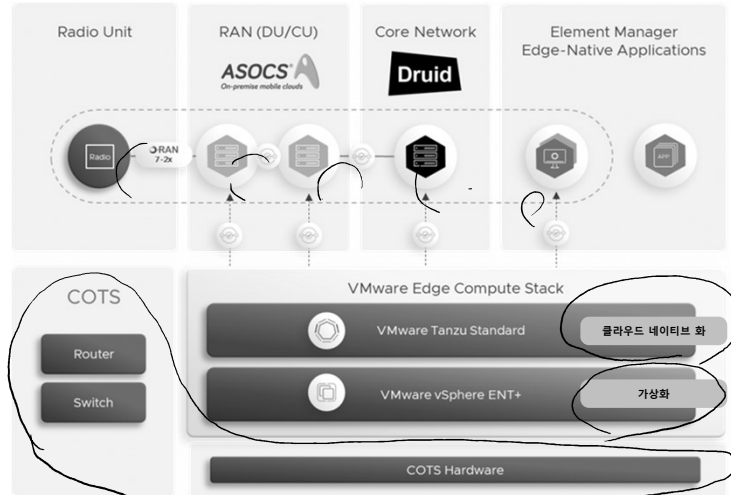 Radio Unit
RAN (DU/CU)
ASOCS
On-premise mobile clouds
Core Network
Druid
Element Manager
Edge-Native Applications
Radio
RAN
7-2x
APP
COTS
Router
Switch
VMware Edge Compute Stack
VMware Tanzu Standard
클라우드 네이티브 화
VMware vSphere ENT+
가상화
COTS Hardware